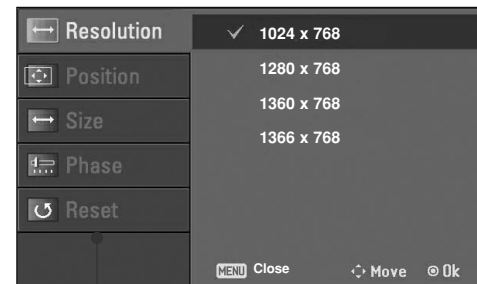 Resolution
Position
Size
Phase
Reset
1024 x 768
1280 x 768
1360 x 768
1366 x 768
MENU Close Move Ok